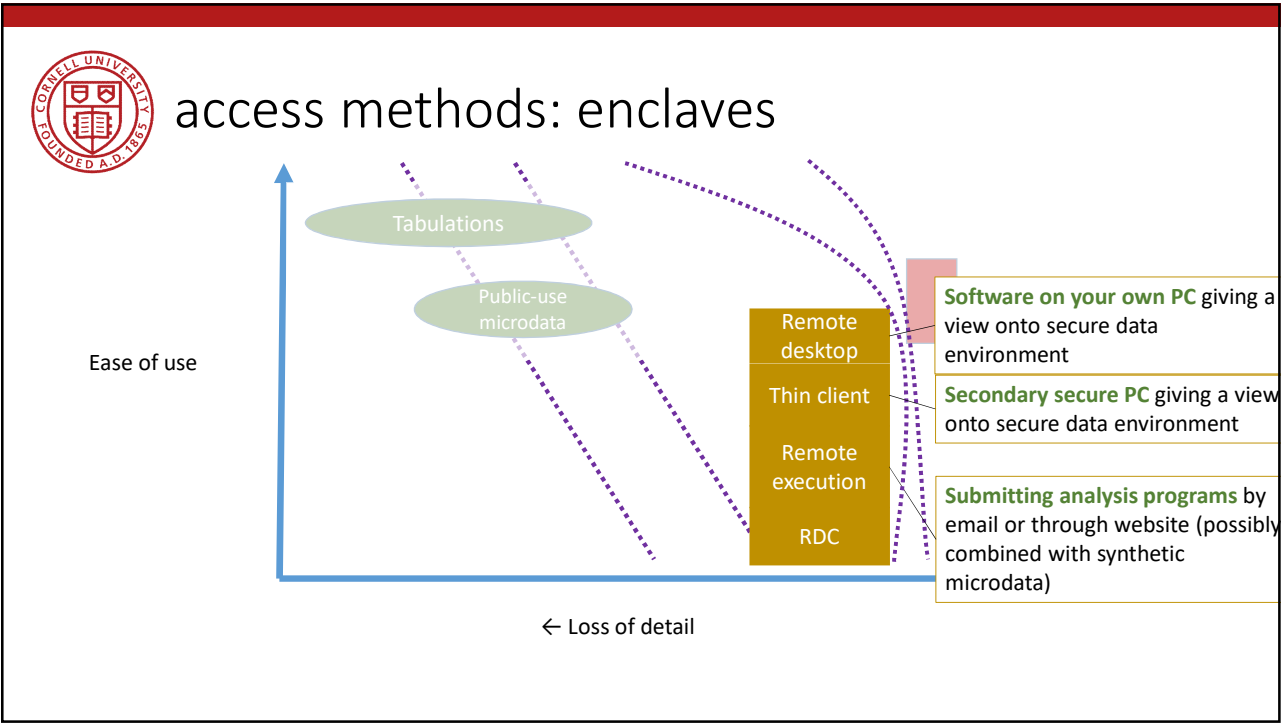 CORNELL UNIVERSITY
FOUNDED A.D. 1865
access methods: enclaves
Tabulations
Public-use
microdata
Ease of use
Remote
desktop
Thin client
Remote
execution
RDC
Software on your own PC giving a
view onto secure data
environment
Secondary secure PC giving a view
onto secure data environment
Submitting analysis programs by
email or through website (possibly
combined with synthetic
microdata)
← Loss of detail